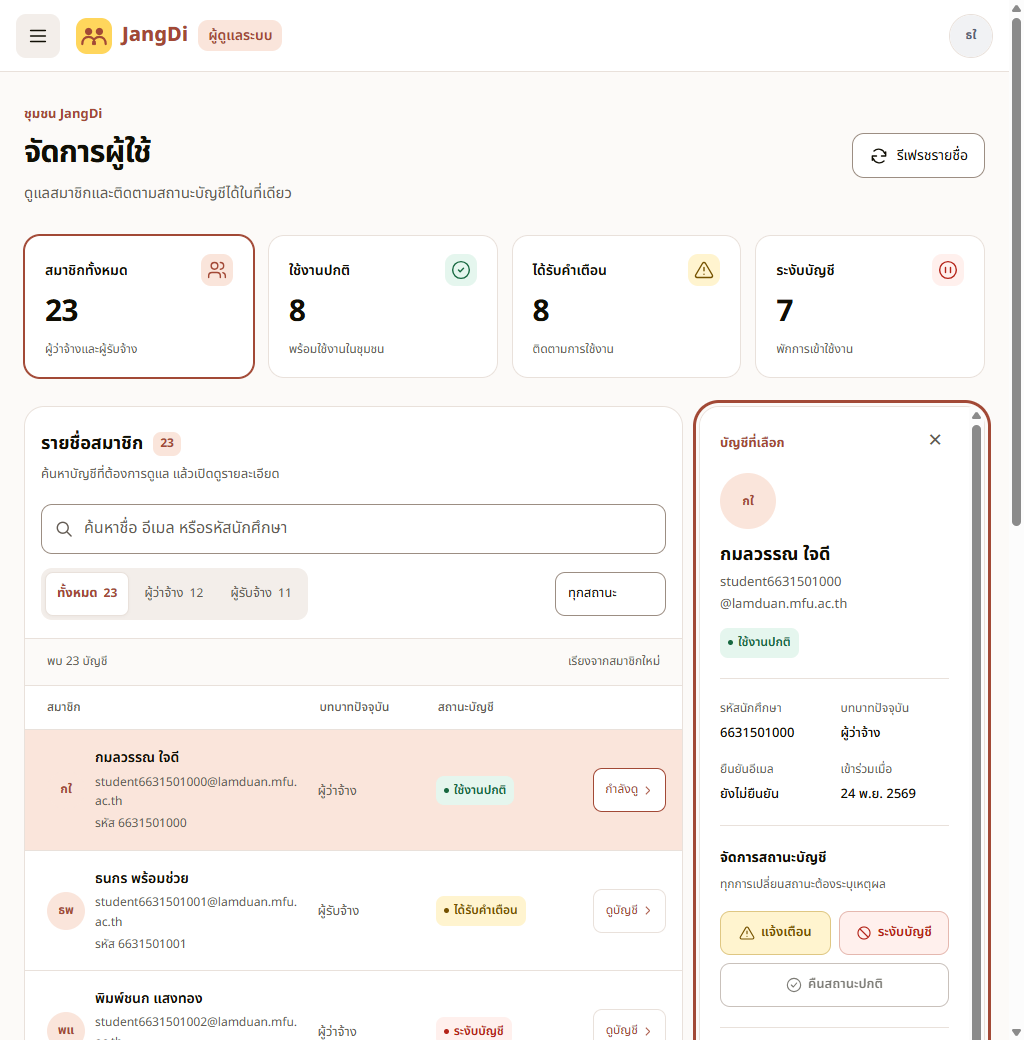 JangDi ผู้ดูแลระบบ
ธใ
ชุมชน JangDi
จัดการผู้ใช้
ดูแลสมาชิกและติดตามสถานะบัญชีได้ในที่เดียว
รีเฟรชรายชื่อ
สมาชิกทั้งหมด
23
ผู้ว่าจ้างและผู้รับจ้าง
ใช้งานปกติ
8
พร้อมใช้งานในชุมชน
ได้รับคำเตือน
8
ติดตามการใช้งาน
ระงับบัญชี
7
พักการเข้าใช้งาน
รายชื่อสมาชิก 23
ค้นหาบัญชีที่ต้องการดูแล แล้วเปิดดูรายละเอียด
ค้นหาชื่อ อีเมล หรือรหัสนักศึกษา
ทั้งหมด 23 ผู้ว่าจ้าง 12 ผู้รับจ้าง 11
ทุกสถานะ
พบ 23 บัญชี เรียงจากสมาชิกใหม่
สมาชิก บทบาทปัจจุบัน สถานะบัญชี
กใ
กมลวรรณ ใจดี
student6631501000@lamduan.mfu.
ac.th
รหัส 6631501000
ผู้ว่าจ้าง
ใช้งานปกติ
กำลังดู
ธพ
ธนกร พร้อมช่วย
student6631501001@lamduan.mfu.
ac.th
รหัส 6631501001
ผู้รับจ้าง
ได้รับคำเตือน
ดูบัญชี
พแ
พิมพ์ชนก แสงทอง
student6631501002@lamduan.mfu.
ac.th
ผู้ว่าจ้าง
ระงับบัญชี
ดูบัญชี
บัญชีที่เลือก
กใ
กมลวรรณ ใจดี
student6631501000
@lamduan.mfu.ac.th
ใช้งานปกติ
รหัสนักศึกษา บทบาทปัจจุบัน
6631501000 ผู้ว่าจ้าง
ยืนยันอีเมล เข้าร่วมเมื่อ
ยังไม่ยืนยัน 24 พ.ย. 2569
จัดการสถานะบัญชี
ทุกการเปลี่ยนสถานะต้องระบุเหตุผล
แจ้งเตือน ระงับบัญชี
คืนสถานะปกติ